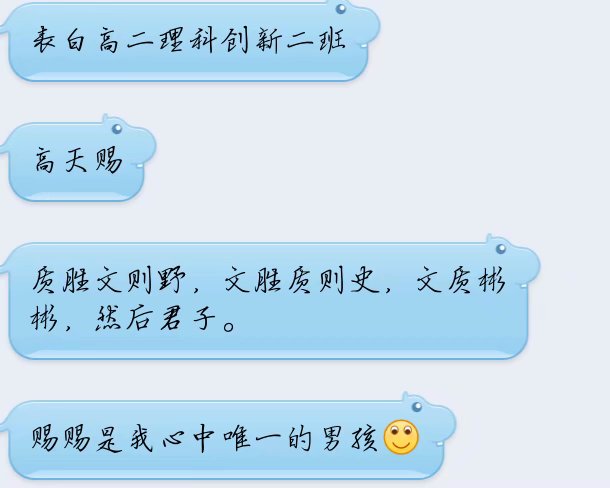 表白高二理科创新二班
高天赐
质胜文则野，文胜质则史，文质彬
彬，然后君子。
赐赐是我心中唯一的男孩